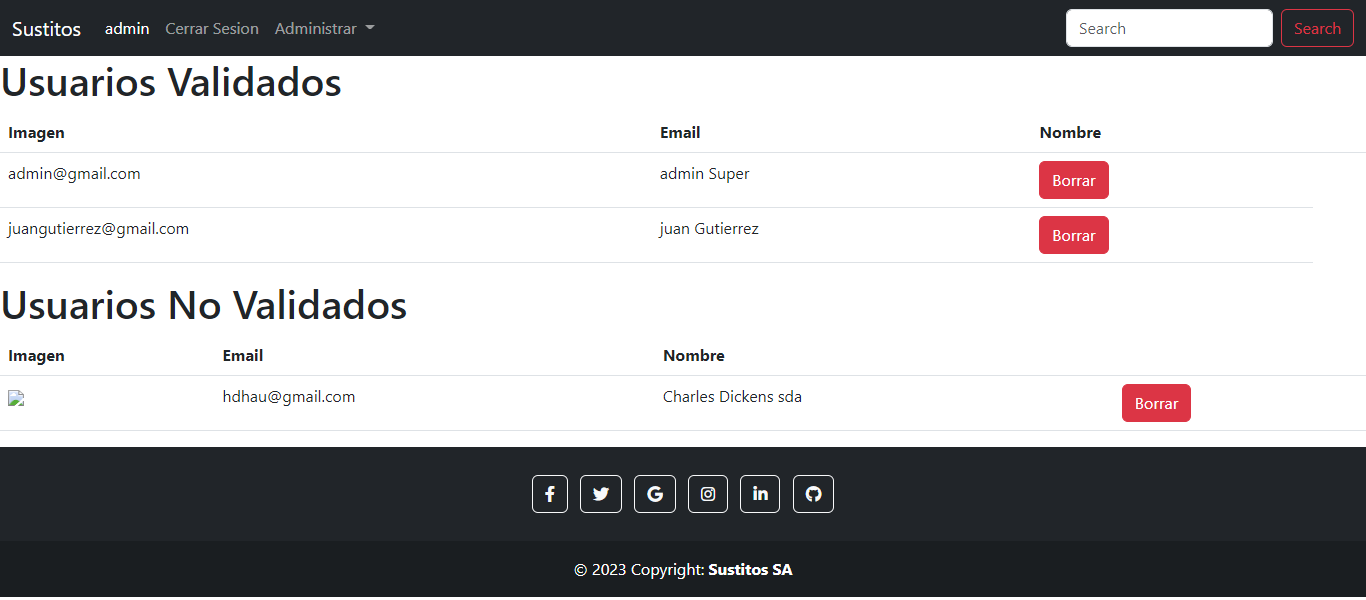 Sustitos admin Cerrar Sesion Administrar Search Search
Usuarios Validados
Imagen Email Nombre
admin@gmail.com admin Super Borrar
juangutierrez@gmail.com juan Gutierrez Borrar
Usuarios No Validados
Imagen Email Nombre
hdhau@gmail.com Charles Dickens sda Borrar
© 2023 Copyright: Sustitos SA